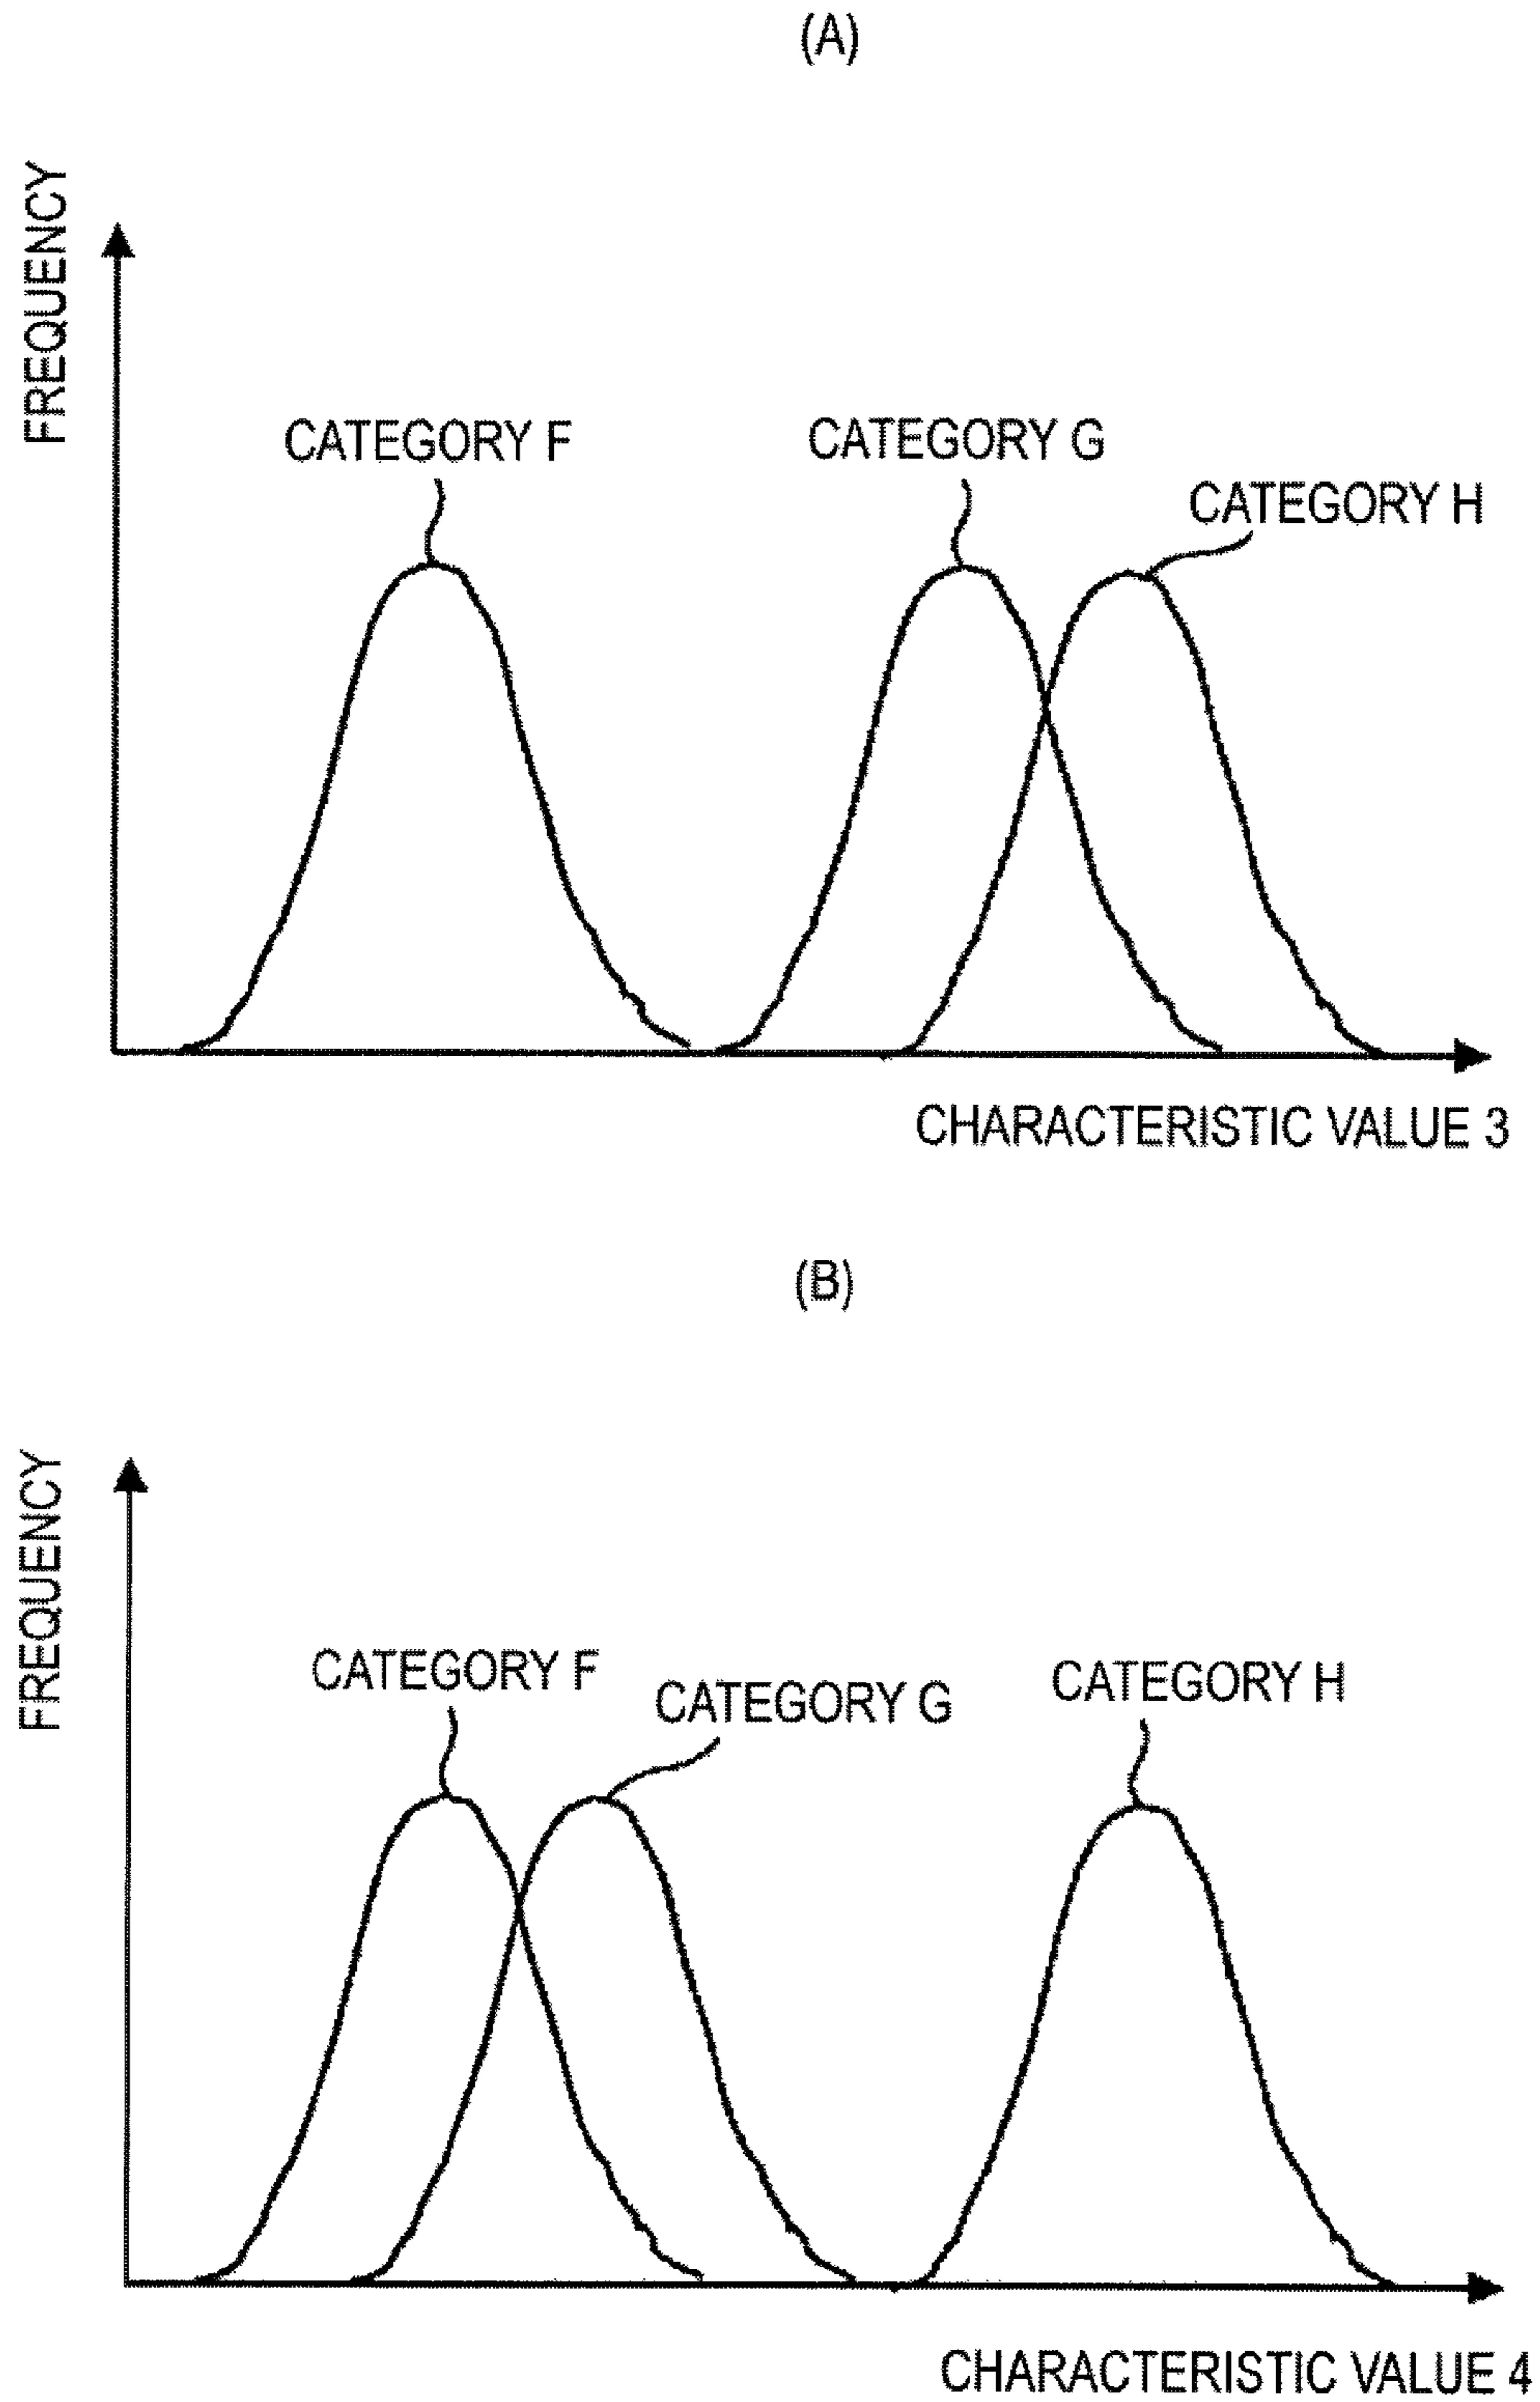 (A)
FREQUENCY
CATEGORY F
CATEGORY G
CATEGORY H
CHARACTERISTIC VALUE 3
(B)
FREQUENCY
CATEGORY F
CATEGORY G
CATEGORY H
CHARACTERISTIC VALUE 4